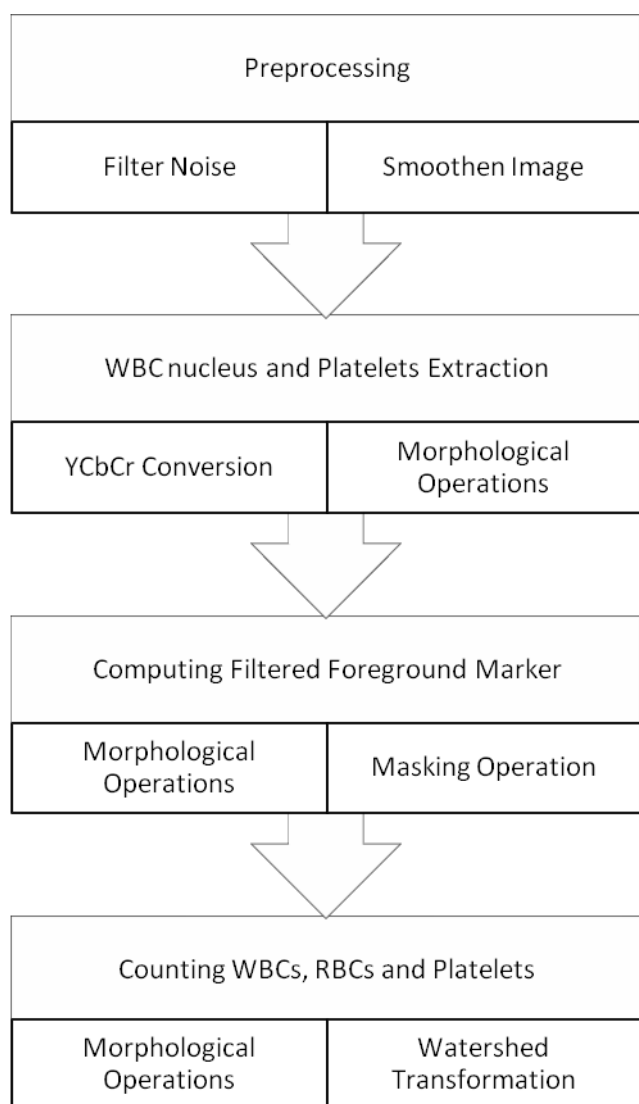 Preprocessing
Filter Noise
Smoothen Image
WBC nucleus and Platelets Extraction
YCbCr Conversion
Morphological
Operations
Computing Filtered Foreground Marker
Morphological
Operations
Masking Operation
Counting WBCs, RBCs and Platelets
Morphological
Operations
Watershed
Transformation